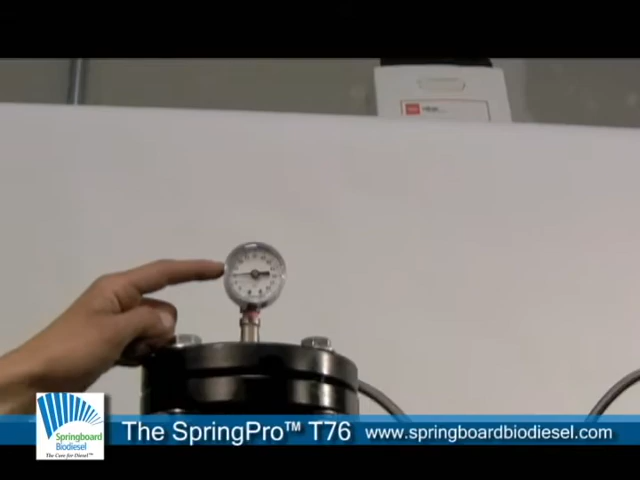 Springboard
Biodiesel
The Cure for Diesel™
The SpringPro™ T76 www.springboardbiodiesel.com